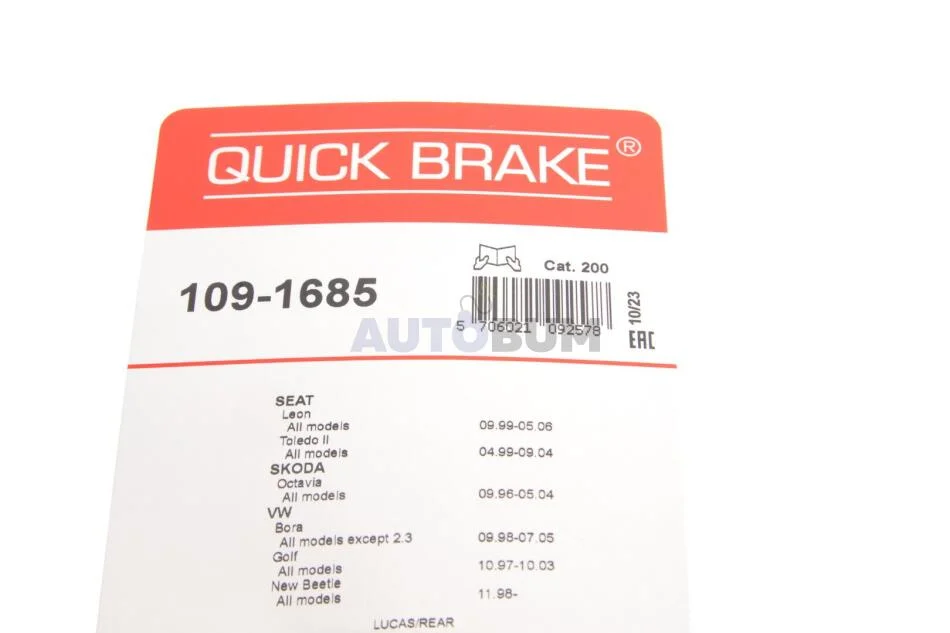 QUICK BRAKE®
109-1685
Cat. 200
5 706021 092578
10/23
EAC
AUTOBUM
SEAT
Leon
All models 09.99-05.06
Toledo II
All models 04.99-09.04
SKODA
Octavia
All models 09.96-05.04
VW
Bora
All models except 2.3 09.98-07.05
Golf
All models 10.97-10.03
New Beetle
All models 11.98-
LUCAS/REAR